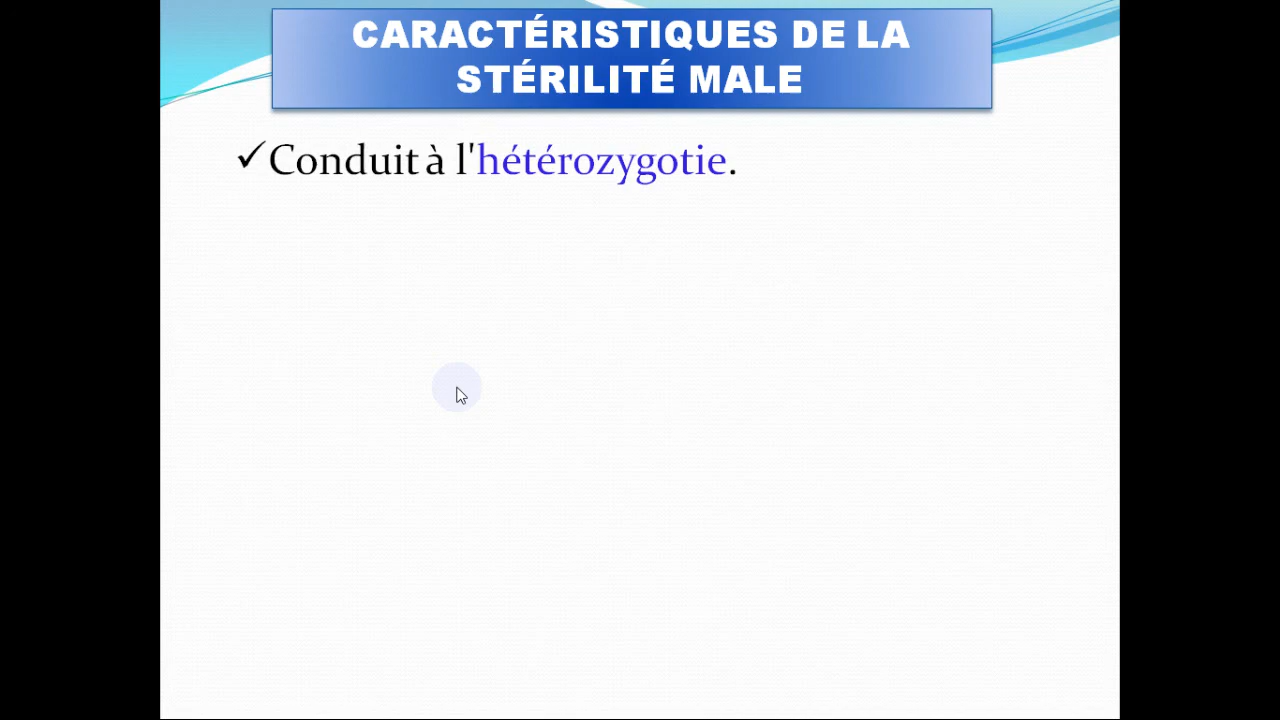 CARACTÉRISTIQUES DE LA
STÉRILITÉ MALE
✓Conduit à l'hétérozygotie.